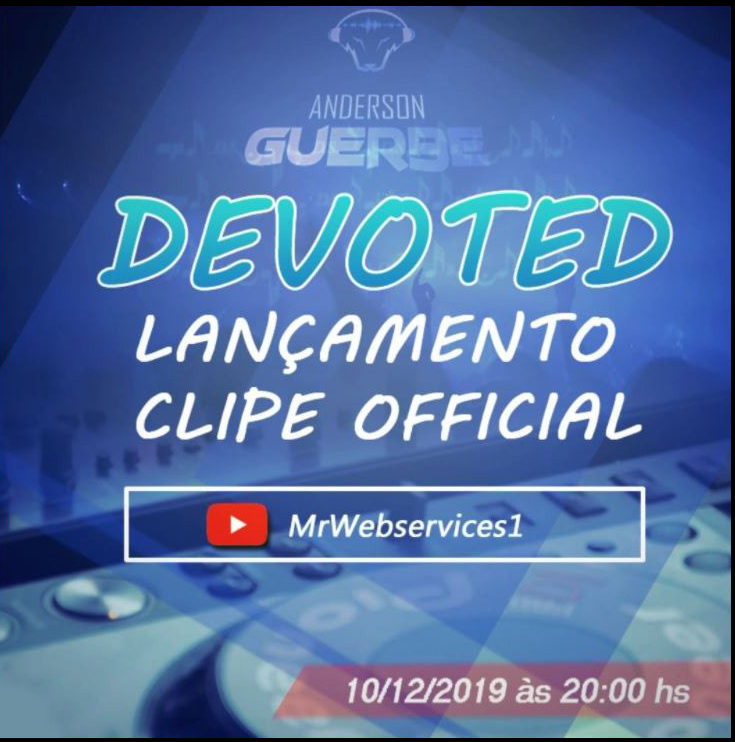 ANDERSON
GUERBE
DEVOTED
LANÇAMENTO
CLIPE OFFICIAL
MrWebservices1
10/12/2019 às 20:00 hs